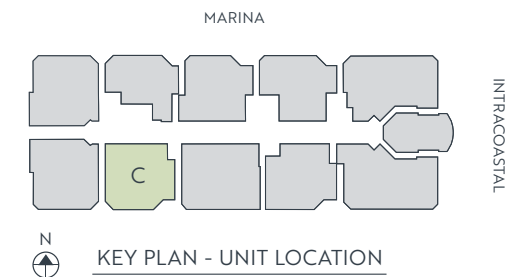 MARINA
INTRACOASTAL
C
N
KEY PLAN - UNIT LOCATION